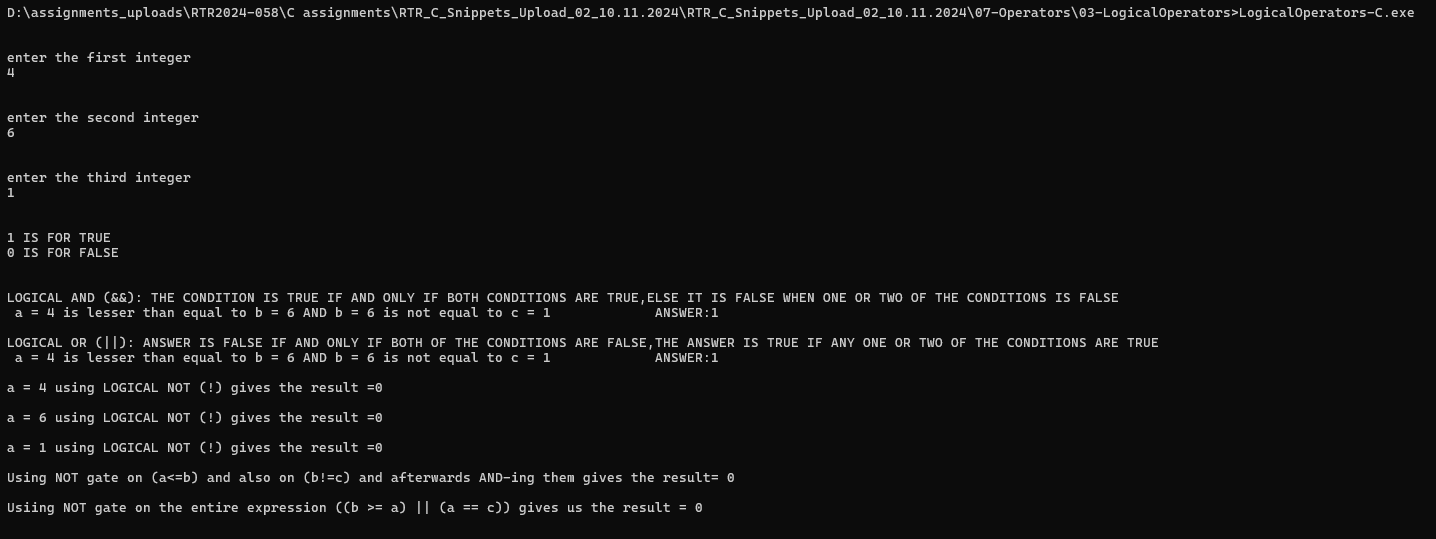 D:\assignments_uploads\RTR2024-058\C assignments\RTR_C_Snippets_Upload_02_10.11.2024\RTR_C_Snippets_Upload_02_10.11.2024\07-Operators\03-LogicalOperators>LogicalOperators-C.exe
enter the first integer
4
enter the second integer
6
enter the third integer
1
1 IS FOR TRUE
0 IS FOR FALSE
LOGICAL AND (&&): THE CONDITION IS TRUE IF AND ONLY IF BOTH CONDITIONS ARE TRUE,ELSE IT IS FALSE WHEN ONE OR TWO OF THE CONDITIONS IS FALSE
 a = 4 is lesser than equal to b = 6 AND b = 6 is not equal to c = 1             ANSWER:1
LOGICAL OR (||): ANSWER IS FALSE IF AND ONLY IF BOTH OF THE CONDITIONS ARE FALSE,THE ANSWER IS TRUE IF ANY ONE OR TWO OF THE CONDITIONS ARE TRUE
 a = 4 is lesser than equal to b = 6 AND b = 6 is not equal to c = 1             ANSWER:1
a = 4 using LOGICAL NOT (!) gives the result =0
a = 6 using LOGICAL NOT (!) gives the result =0
a = 1 using LOGICAL NOT (!) gives the result =0
Using NOT gate on (a<=b) and also on (b!=c) and afterwards AND-ing them gives the result= 0
Usiing NOT gate on the entire expression ((b >= a) || (a == c)) gives us the result = 0